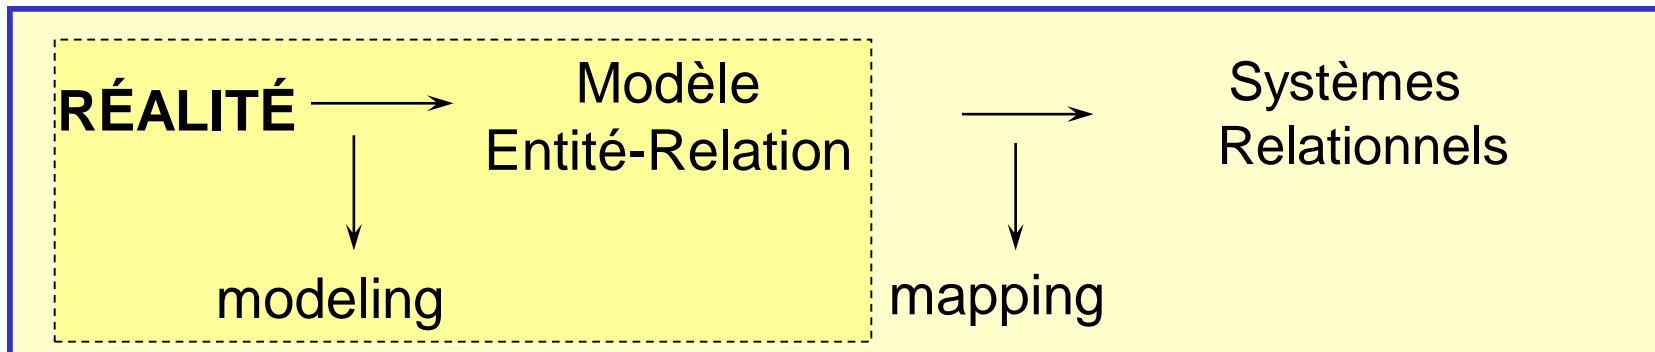 RÉALITÉ
Modèle
Entité-Relation
modeling
mapping
Systèmes
Relationnels